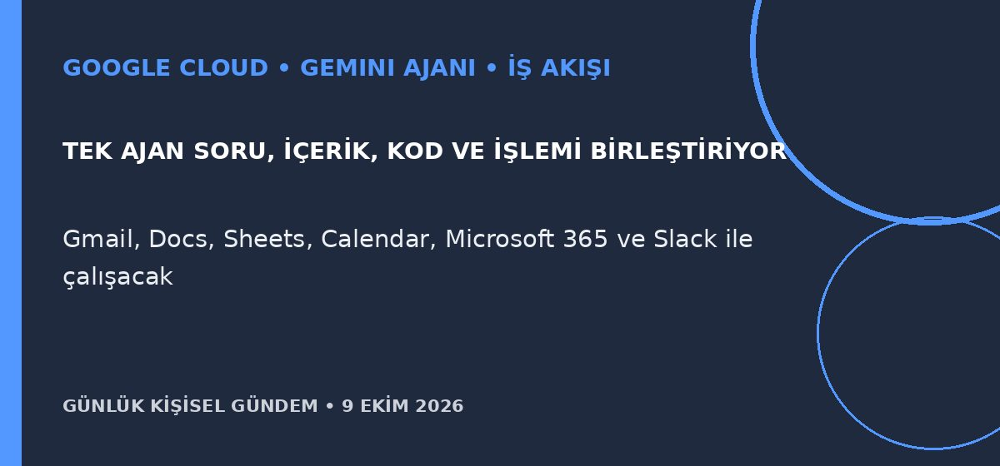 GOOGLE CLOUD • GEMINI AJANI • İŞ AKIŞI
TEK AJAN SORU, İÇERİK, KOD VE İŞLEMİ BİRLEŞTİRİYOR
Gmail, Docs, Sheets, Calendar, Microsoft 365 ve Slack ile
çalışacak
GÜNLÜK KİŞİSEL GÜNDEM • 9 EKİM 2026